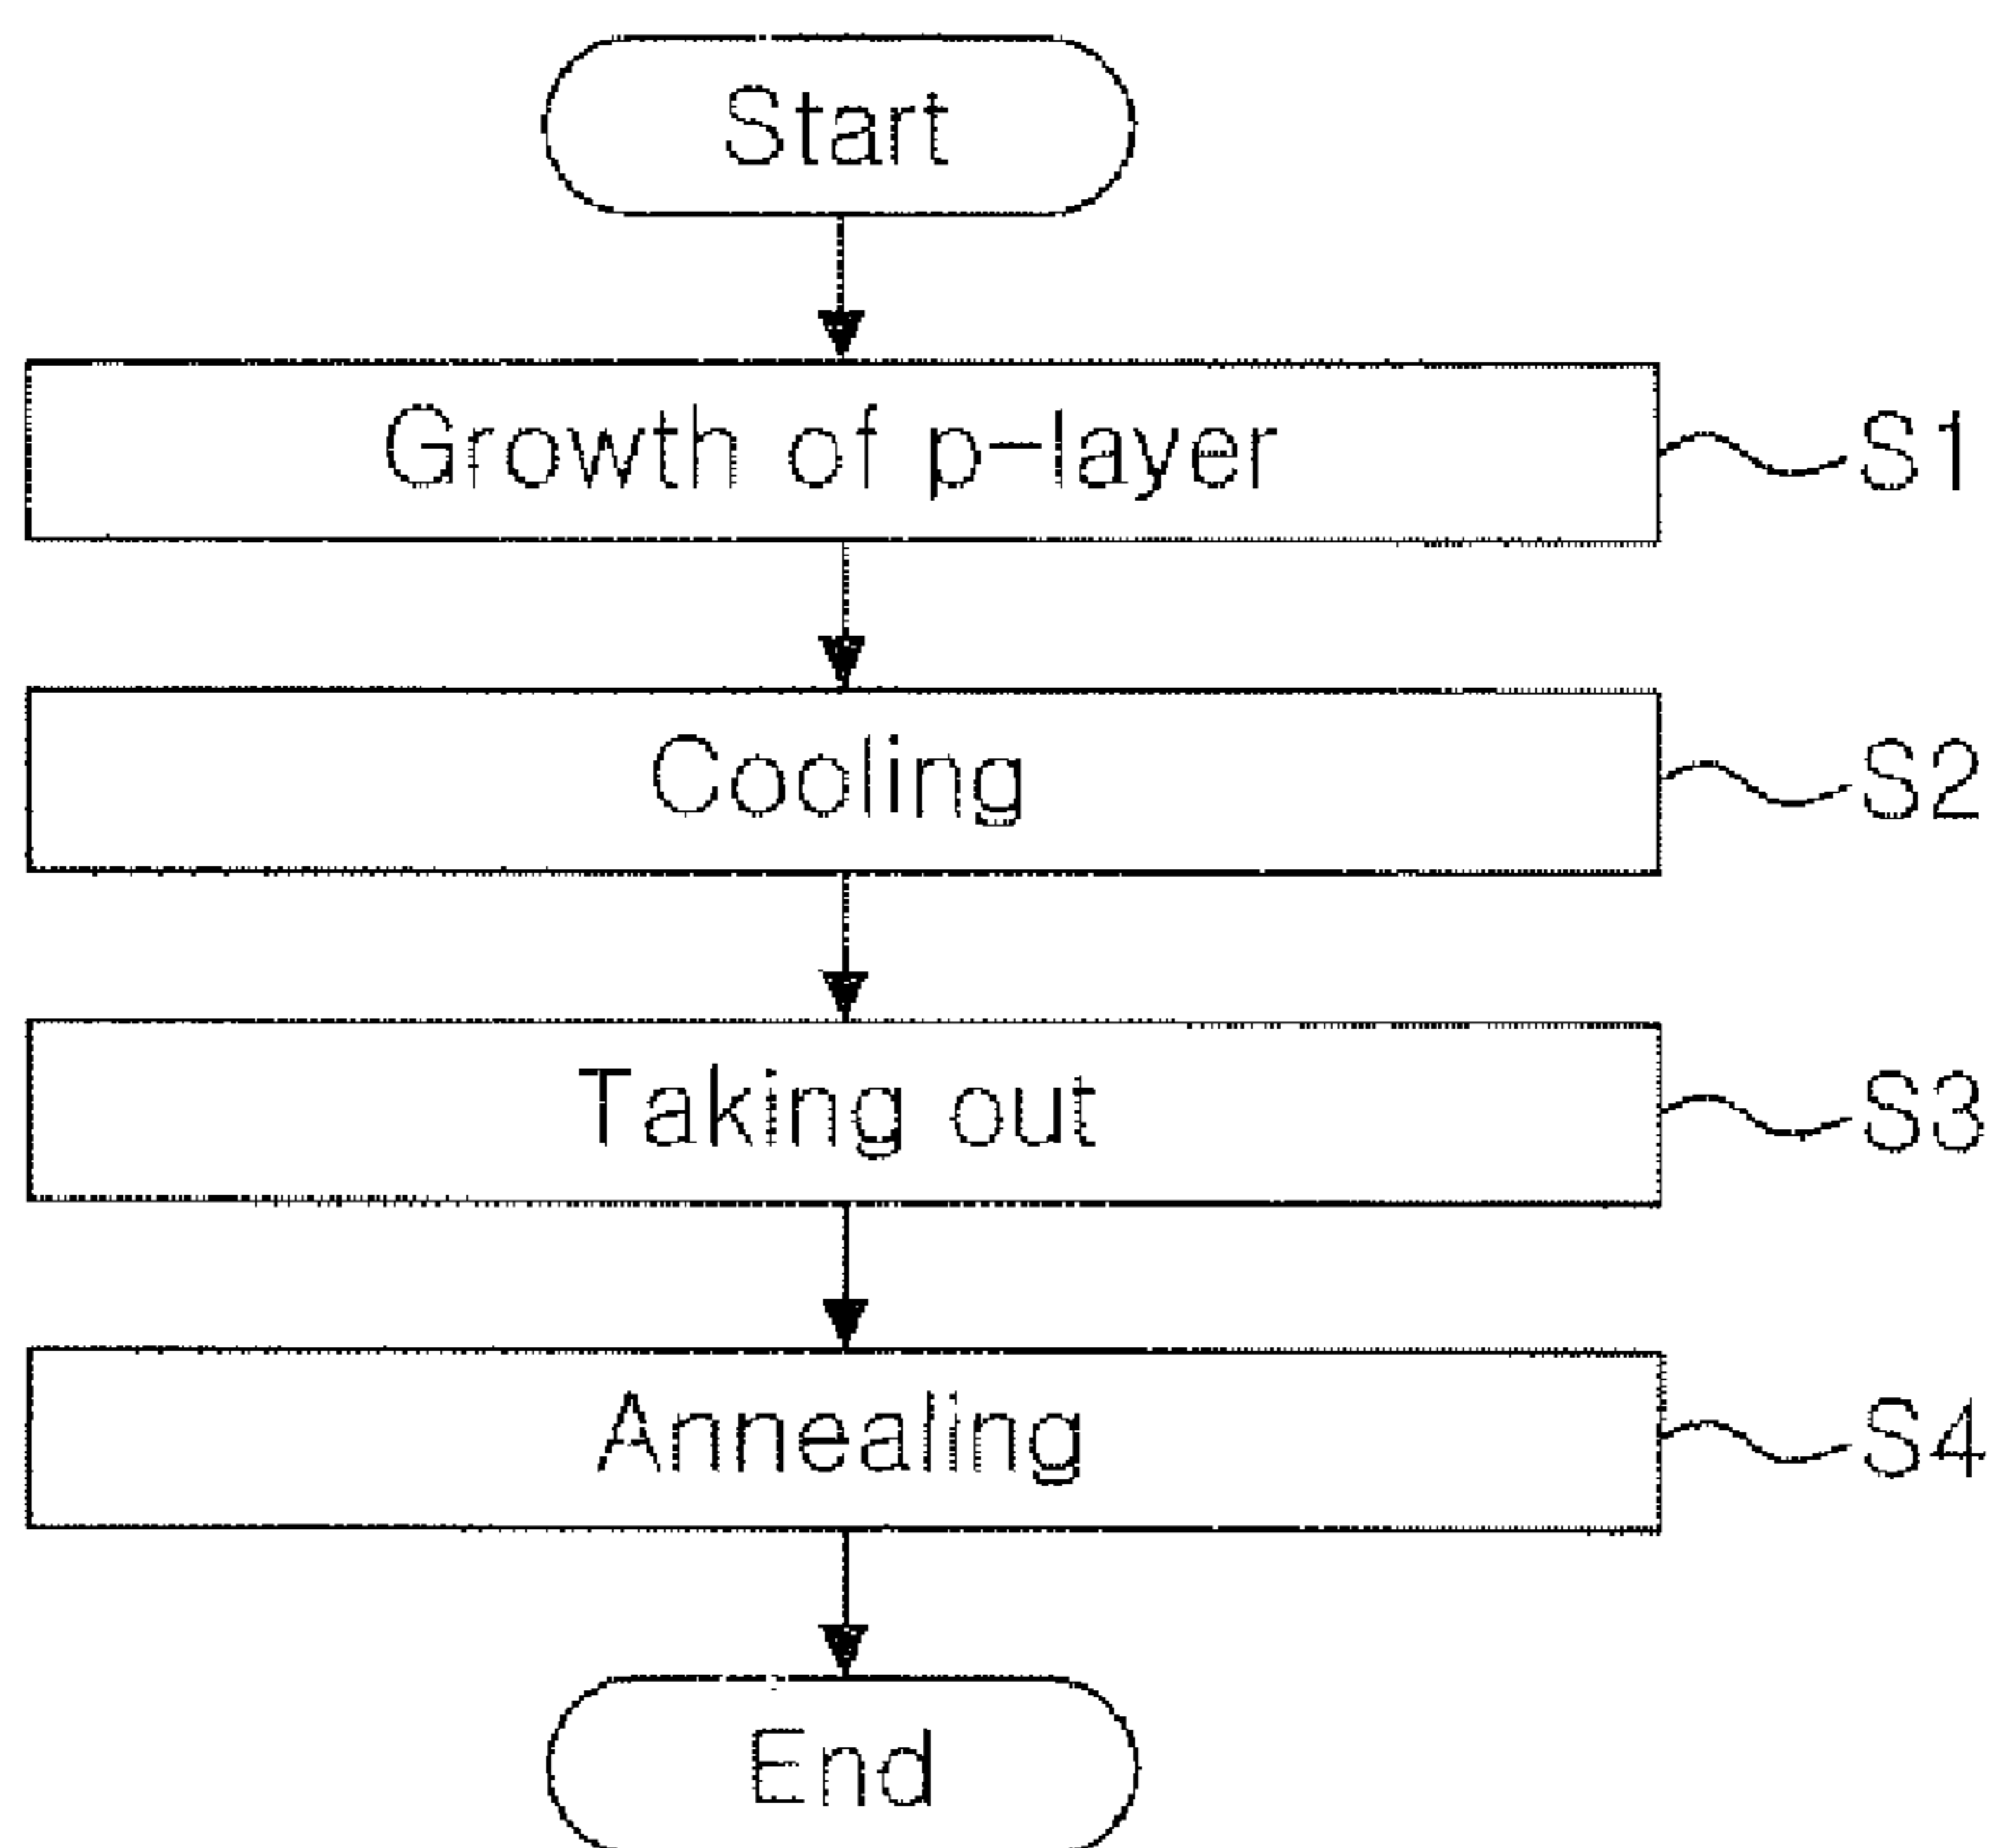 Start
Growth of p-layer S1
Cooling S2
Taking out S3
Annealing S4
End